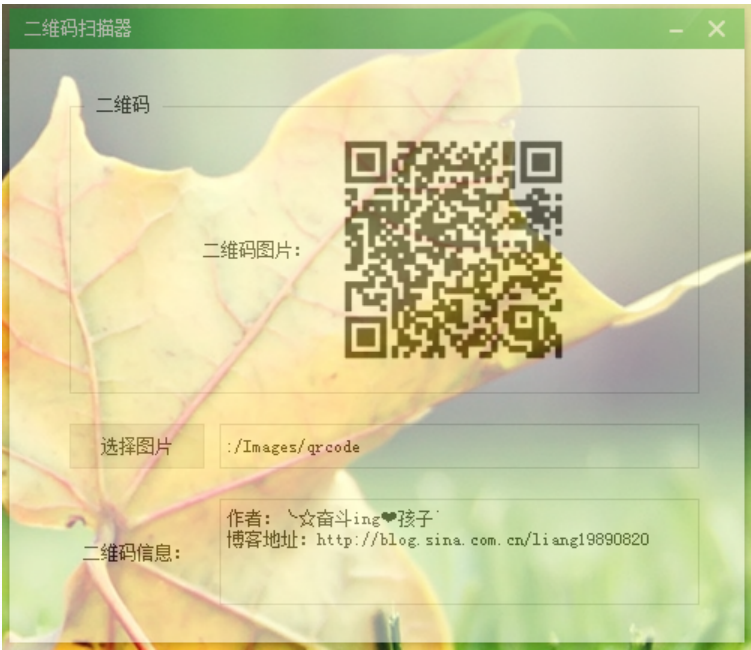 二维码扫描器
二维码
二维码图片：
选择图片
:/Images/qrcode
作者：╰☆奋斗ing❤孩子`
博客地址：http://blog.sina.com.cn/liang19890820
二维码信息：